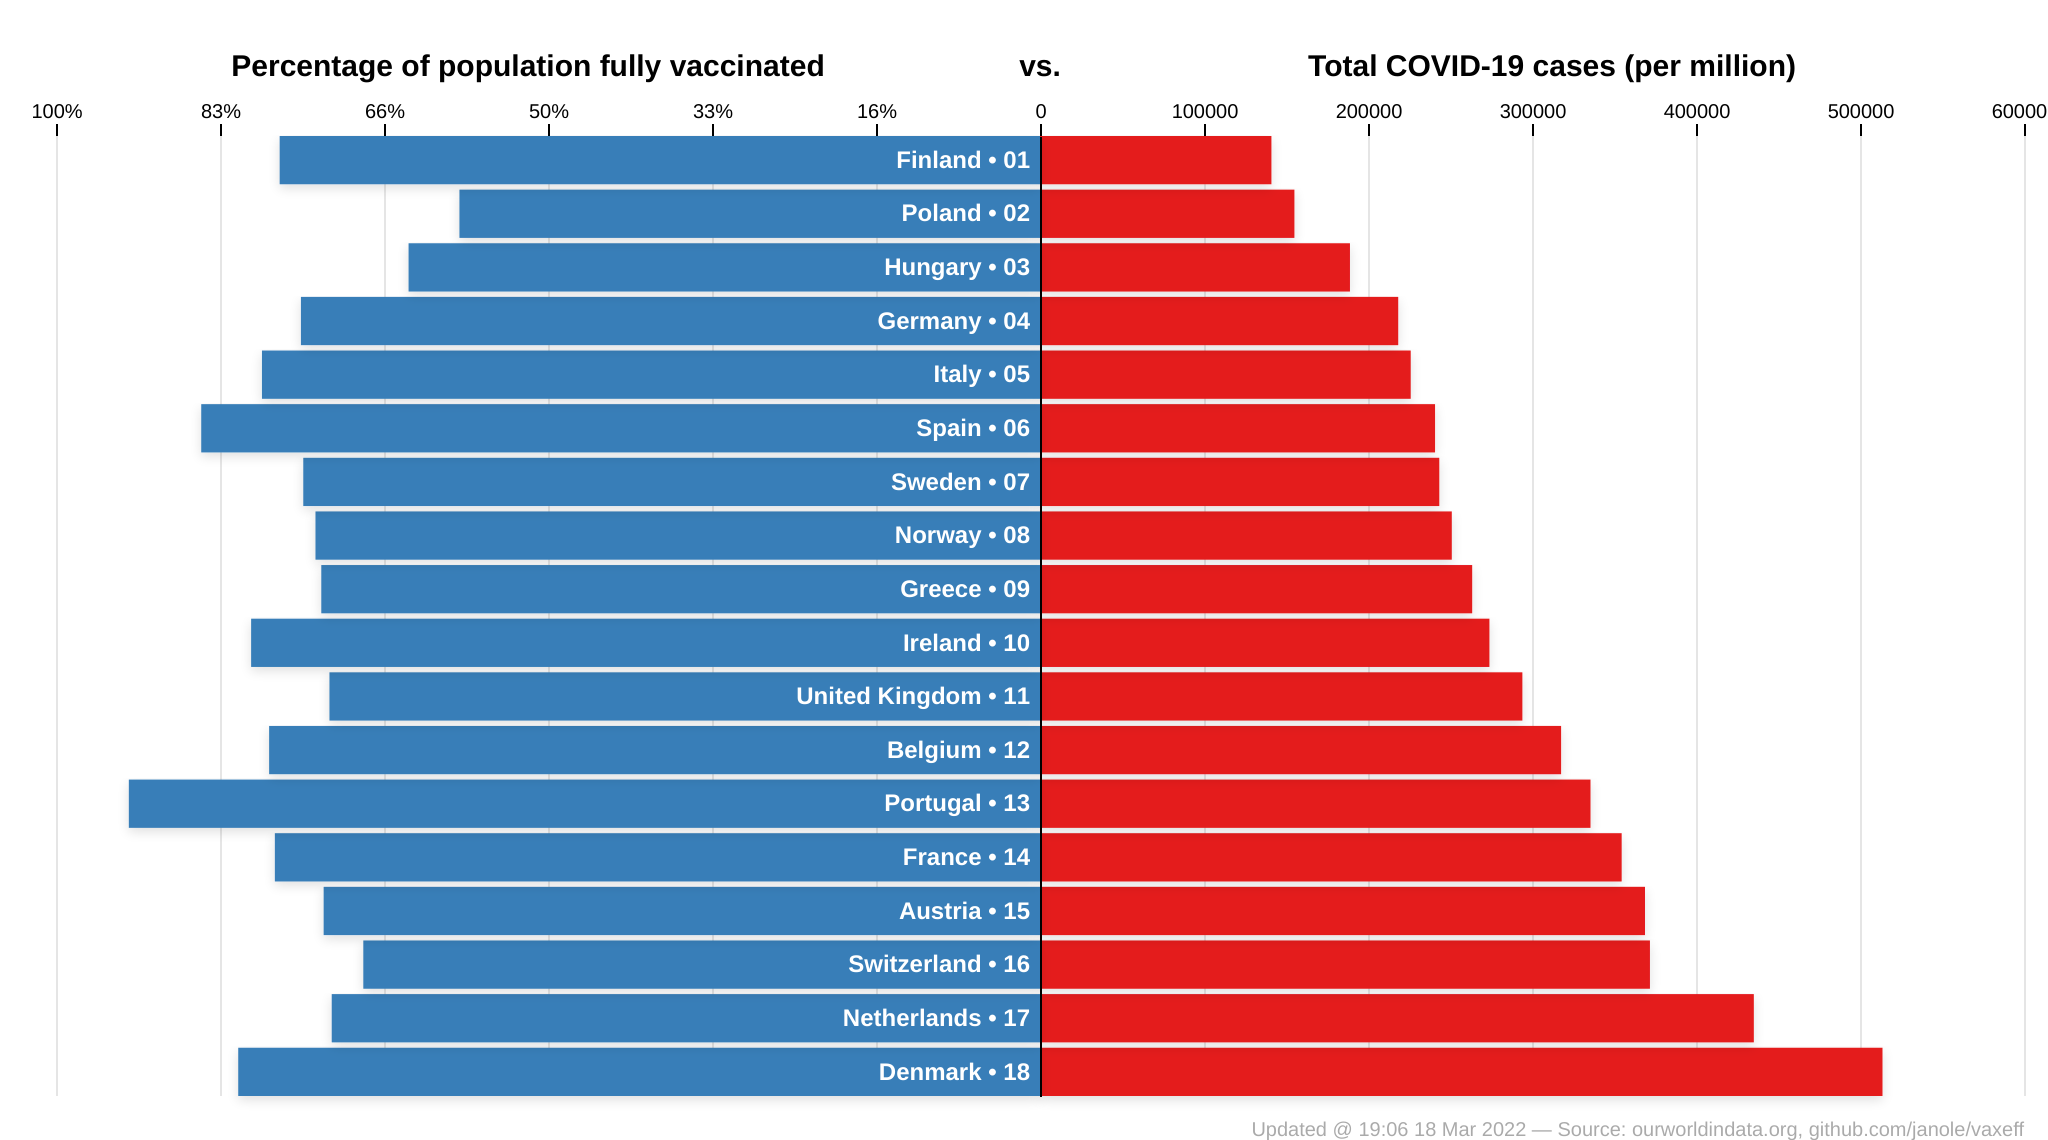 Percentage of population fully vaccinated vs. Total COVID-19 cases (per million)
100% 83% 66% 50% 33% 16% 0 100000 200000 300000 400000 500000 60000
Finland • 01
Poland • 02
Hungary • 03
Germany • 04
Italy • 05
Spain • 06
Sweden • 07
Norway • 08
Greece • 09
Ireland • 10
United Kingdom • 11
Belgium • 12
Portugal • 13
France • 14
Austria • 15
Switzerland • 16
Netherlands • 17
Denmark • 18
Updated @ 19:06 18 Mar 2022 — Source: ourworldindata.org, github.com/janole/vaxeff